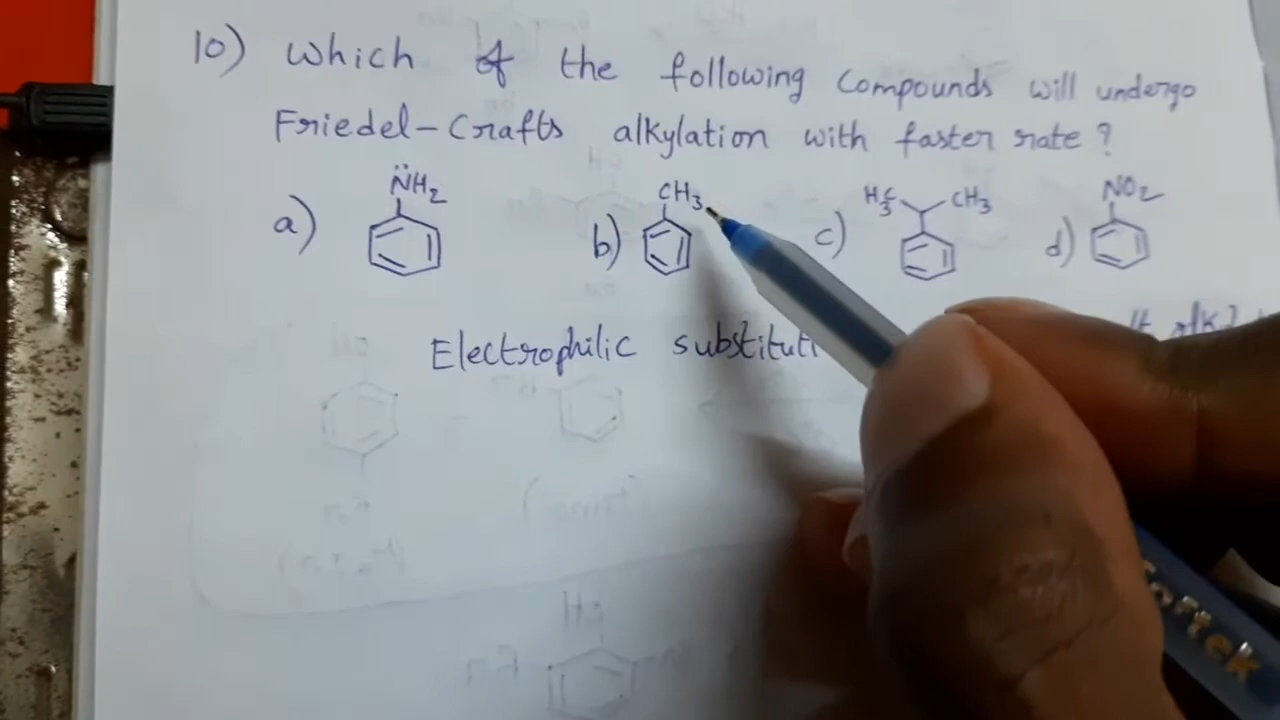 10) Which of the following compounds will undergo
Friedel-Crafts alkylation with faster rate ?
a) N̈H2 b) CH3 c) H3C CH3 d) NO2
Electrophilic